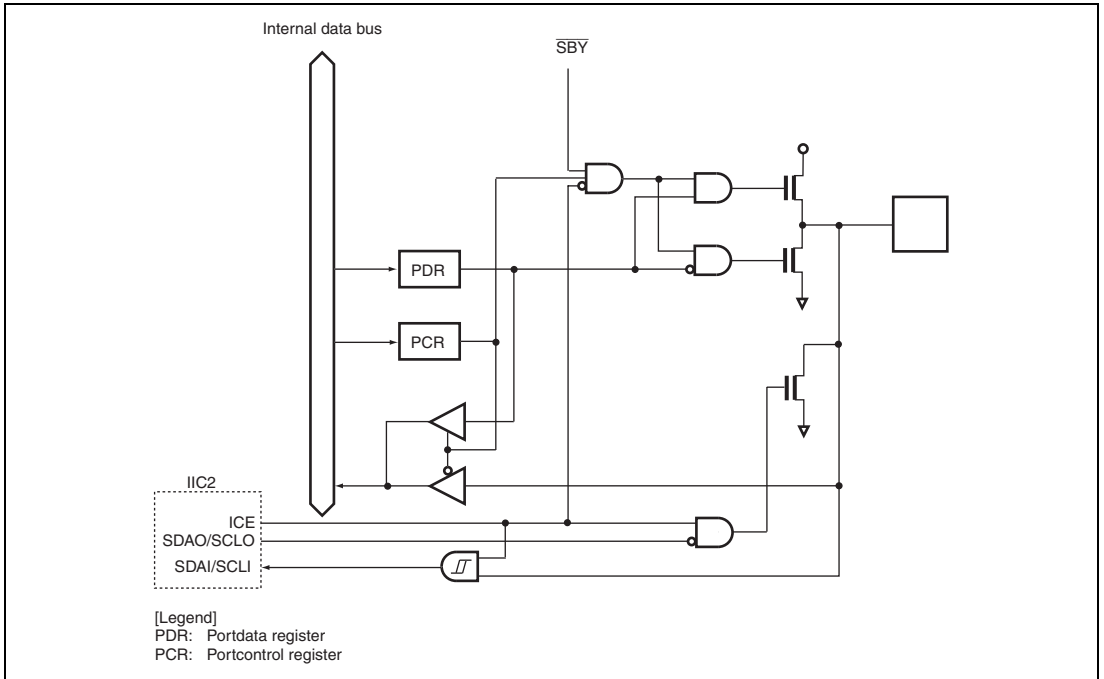 Internal data bus
SBY
PDR
PCR
IIC2
ICE
SDAO/SCLO
SDAI/SCLI
[Legend]
PDR: Portdata register
PCR: Portcontrol register